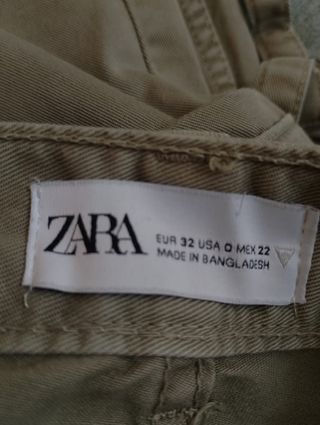 ZARA
EUR 32 USA 0 MEX 22
MADE IN BANGLADESH